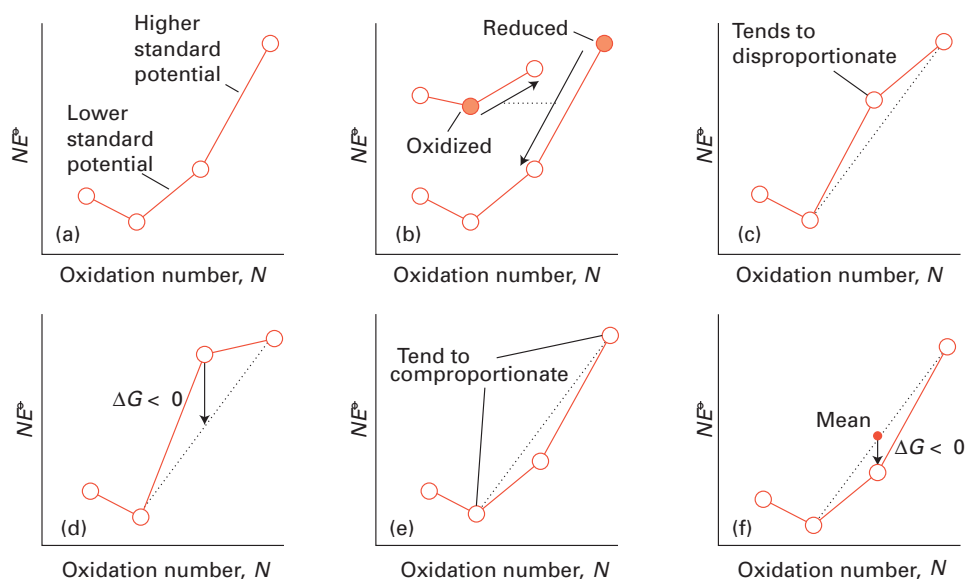 Higher
standard
potential
Lower
standard
potential
NE⦵
(a)
Oxidation number, N
Reduced
Oxidized
NE⦵
(b)
Oxidation number, N
Tends to
disproportionate
NE⦵
(c)
Oxidation number, N
ΔG < 0
NE⦵
(d)
Oxidation number, N
Tend to
comproportionate
NE⦵
(e)
Oxidation number, N
Mean
ΔG < 0
NE⦵
(f)
Oxidation number, N